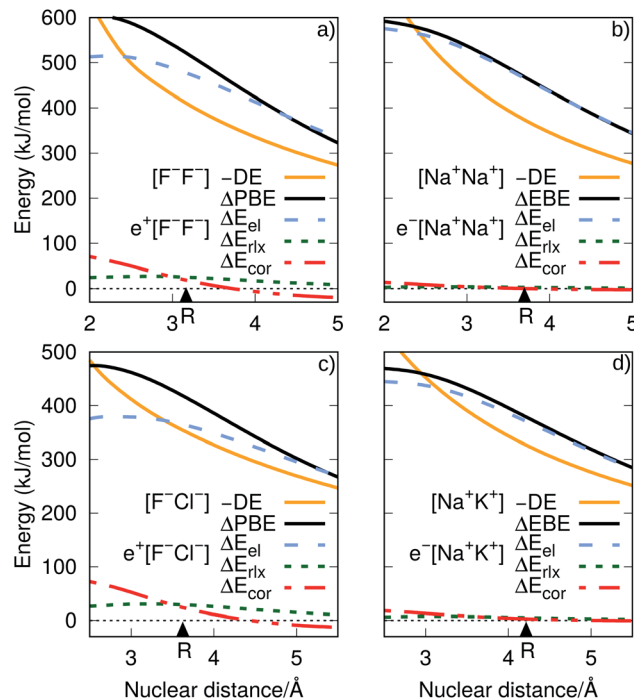 600
500
400
300
200
100
0
Energy (kJ/mol)
a)
[F⁻F⁻] −DE
ΔPBE
e⁺[F⁻F⁻] ΔE_el
ΔE_rlx
ΔE_cor
2 3 4 5
R
b)
[Na⁺Na⁺] −DE
ΔEBE
e⁻[Na⁺Na⁺] ΔE_el
ΔE_rlx
ΔE_cor
2 3 4 5
R
500
400
300
200
100
0
Energy (kJ/mol)
c)
[F⁻Cl⁻] −DE
ΔPBE
e⁺[F⁻Cl⁻] ΔE_el
ΔE_rlx
ΔE_cor
3 4 5
R
Nuclear distance/Å
d)
[Na⁺K⁺] −DE
ΔEBE
e⁻[Na⁺K⁺] ΔE_el
ΔE_rlx
ΔE_cor
3 4 5
R
Nuclear distance/Å